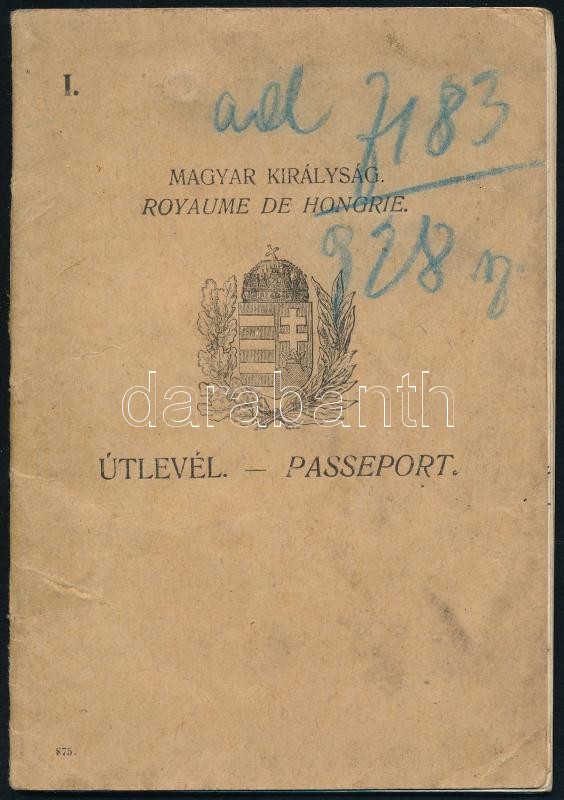 I.
ad 7183
MAGYAR KIRÁLYSÁG.
ROYAUME DE HONGRIE.
928
darabanth
ÚTLEVÉL. — PASSEPORT.
875.